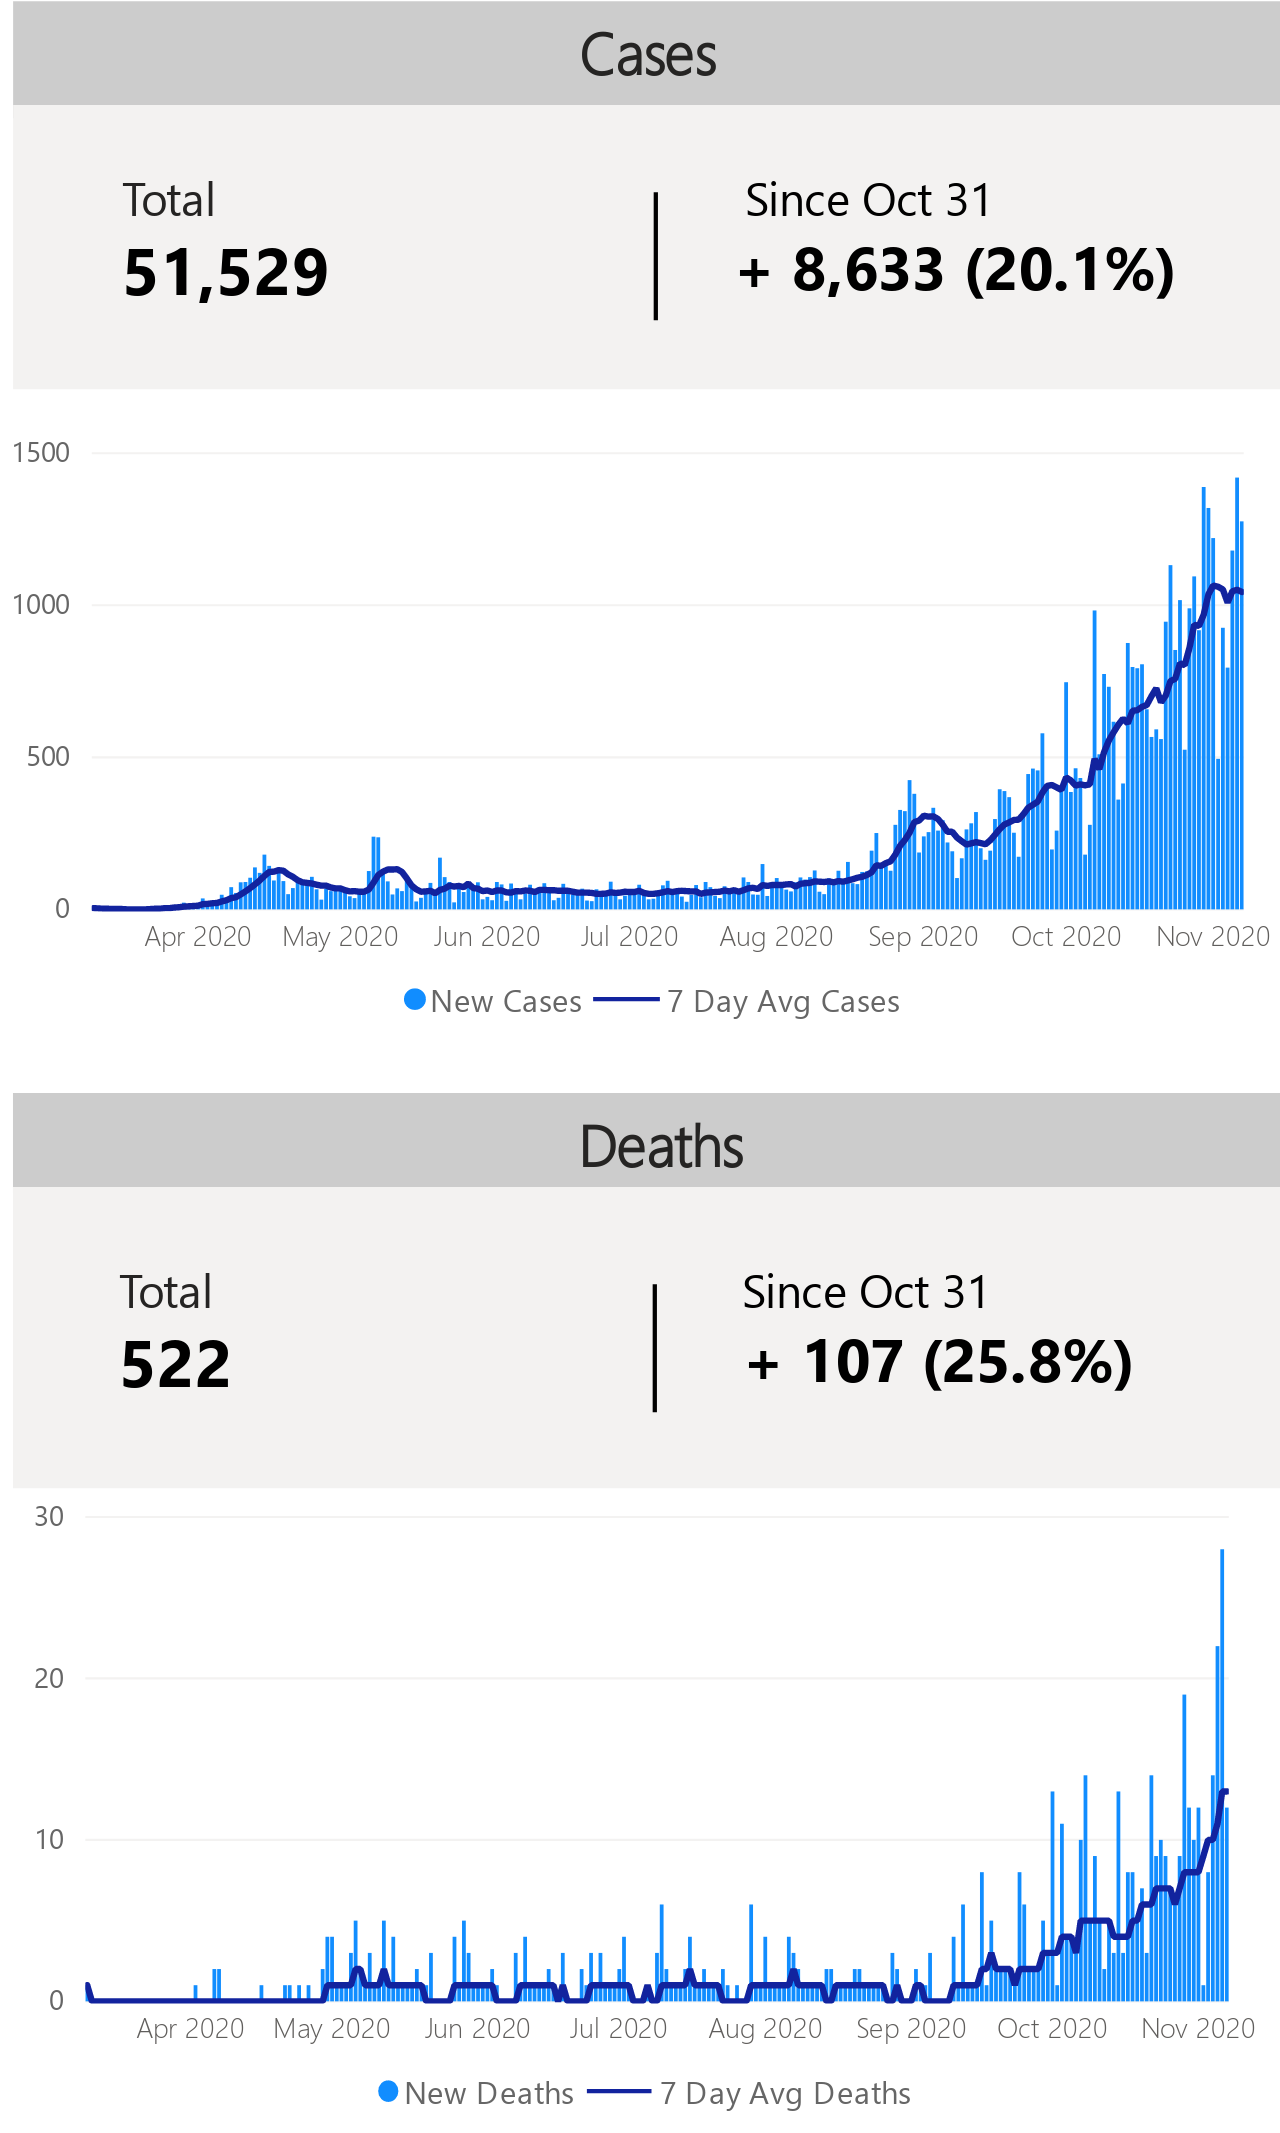 Cases
Total
Since Oct 31
51,529
+ 8,633 (20.1%)
1500
1000
500
0
Apr 2020 May 2020 Jun 2020 Jul 2020 Aug 2020 Sep 2020 Oct 2020 Nov 2020
New Cases 7 Day Avg Cases
Deaths
Total
Since Oct 31
522
+ 107 (25.8%)
30
20
10
0
Apr 2020 May 2020 Jun 2020 Jul 2020 Aug 2020 Sep 2020 Oct 2020 Nov 2020
New Deaths 7 Day Avg Deaths